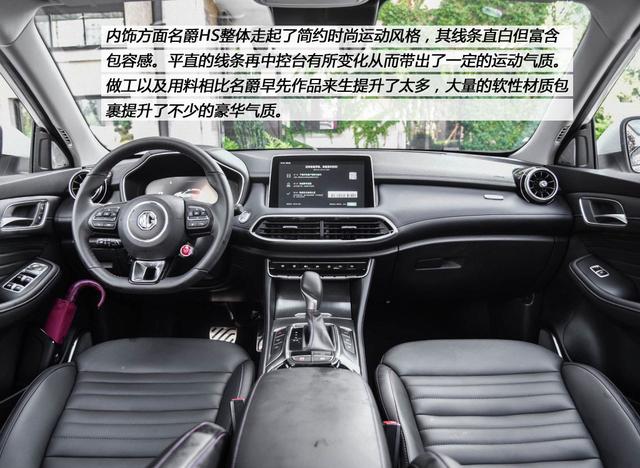 内饰方面名爵HS整体走起了简约时尚运动风格，其线条直白但富含
包容感。平直的线条再中控台有所变化从而带出了一定的运动气质。
做工以及用料相比名爵早先作品来生提升了太多，大量的软性材质包
裹提升了不少的豪华气质。